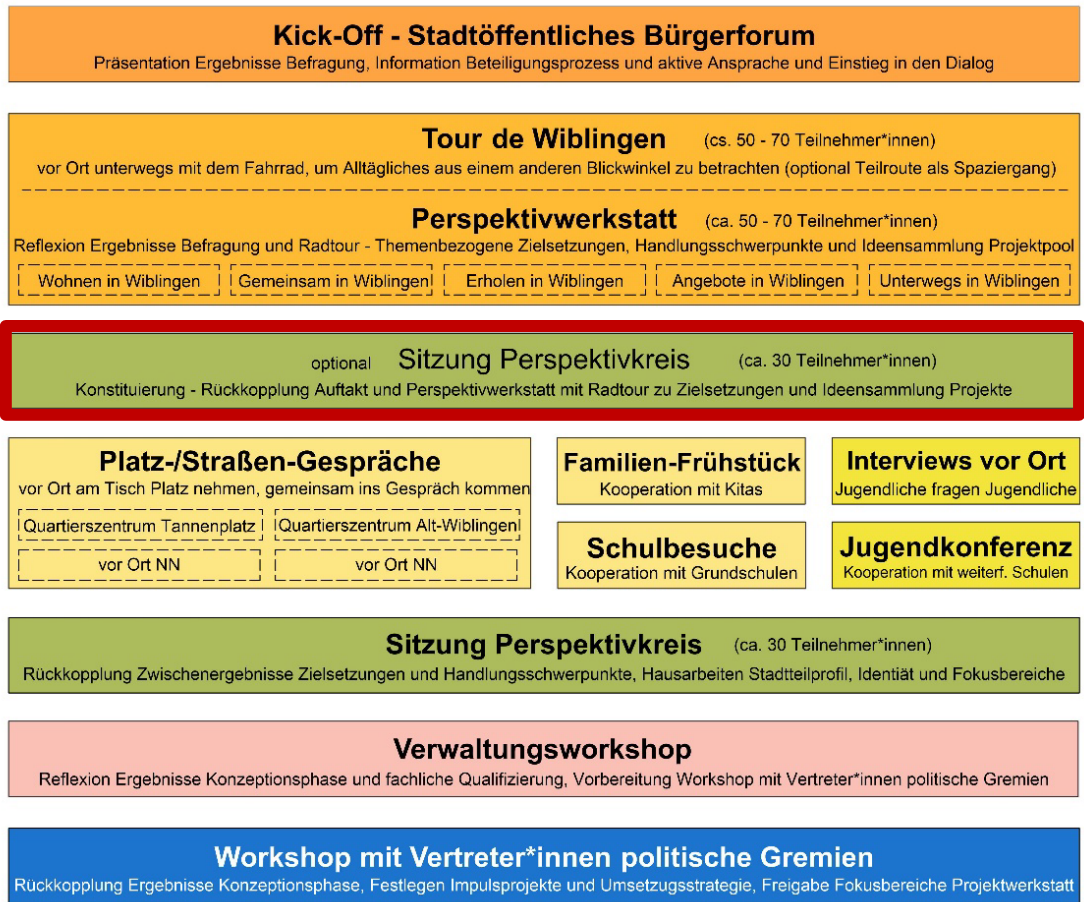 Kick-Off - Stadtöffentliches Bürgerforum
Präsentation Ergebnisse Befragung, Information Beteiligungsprozess und aktive Ansprache und Einstieg in den Dialog
Tour de Wiblingen (cs. 50 - 70 Teilnehmer*innen)
vor Ort unterwegs mit dem Fahrrad, um Alltägliches aus einem anderen Blickwinkel zu betrachten (optional Teilroute als Spaziergang)
Perspektivwerkstatt (ca. 50 - 70 Teilnehmer*innen)
Reflexion Ergebnisse Befragung und Radtour - Themenbezogene Zielsetzungen, Handlungsschwerpunkte und Ideensammlung Projektpool
Wohnen in Wiblingen Gemeinsam in Wiblingen Erholen in Wiblingen Angebote in Wiblingen Unterwegs in Wiblingen
optional Sitzung Perspektivkreis (ca. 30 Teilnehmer*innen)
Konstituierung - Rückkopplung Auftakt und Perspektivwerkstatt mit Radtour zu Zielsetzungen und Ideensammlung Projekte
Platz-/Straßen-Gespräche
vor Ort am Tisch Platz nehmen, gemeinsam ins Gespräch kommen
Quartierszentrum Tannenplatz Quartierszentrum Alt-Wiblingen
vor Ort NN vor Ort NN
Familien-Frühstück
Kooperation mit Kitas
Interviews vor Ort
Jugendliche fragen Jugendliche
Schulbesuche
Kooperation mit Grundschulen
Jugendkonferenz
Kooperation mit weiterf. Schulen
Sitzung Perspektivkreis (ca. 30 Teilnehmer*innen)
Rückkopplung Zwischenergebnisse Zielsetzungen und Handlungsschwerpunkte, Hausarbeiten Stadtteilprofil, Identiät und Fokusbereiche
Verwaltungsworkshop
Reflexion Ergebnisse Konzeptionsphase und fachliche Qualifizierung, Vorbereitung Workshop mit Vertreter*innen politische Gremien
Workshop mit Vertreter*innen politische Gremien
Rückkopplung Ergebnisse Konzeptionsphase, Festlegen Impulsprojekte und Umsetzugsstrategie, Freigabe Fokusbereiche Projektwerkstatt